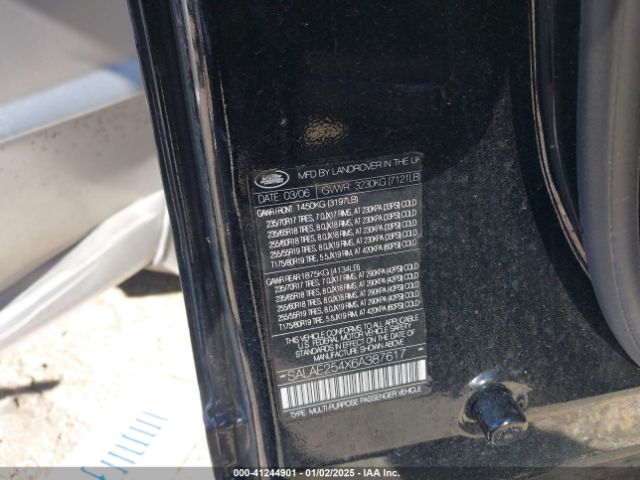 LAND ROVER
MFD BY LANDROVER IN THE UK
DATE 03/06 GVWR 3230KG (7121LB)
GAWR FRONT 1450KG (3197LB)
235/70R17 TIRES, 7.0JX17 RIMS, AT 230KPA (33PSI) COLD
235/65R18 TIRES, 8.0JX18 RIMS, AT 230KPA (33PSI) COLD
255/60R18 TIRES, 8.0JX18 RIMS, AT 230KPA (33PSI) COLD
255/55R19 TIRES, 8.0JX19 RIMS, AT 230KPA (33PSI) COLD
T175/80R19 TIRE, 5.5JX19 RIM, AT 420KPA (60PSI) COLD
GAWR REAR 1875KG (4134LB)
235/70R17 TIRES, 7.0JX17 RIMS, AT 290KPA (42PSI) COLD
235/65R18 TIRES, 8.0JX18 RIMS, AT 290KPA (42PSI) COLD
255/60R18 TIRES, 8.0JX18 RIMS, AT 290KPA (42PSI) COLD
255/55R19 TIRES, 8.0JX19 RIMS, AT 290KPA (42PSI) COLD
T175/80R19 TIRE, 5.5JX19 RIM, AT 420KPA (60PSI) COLD
THIS VEHICLE CONFORMS TO ALL APPLICABLE
U.S. FEDERAL MOTOR VEHICLE SAFETY
STANDARDS IN EFFECT ON THE DATE OF
MANUFACTURE SHOWN ABOVE
*SALAE254X6A387617*
TYPE: MULTI-PURPOSE PASSENGER VEHICLE
000-41244901 - 01/02/2025 - IAA Inc.